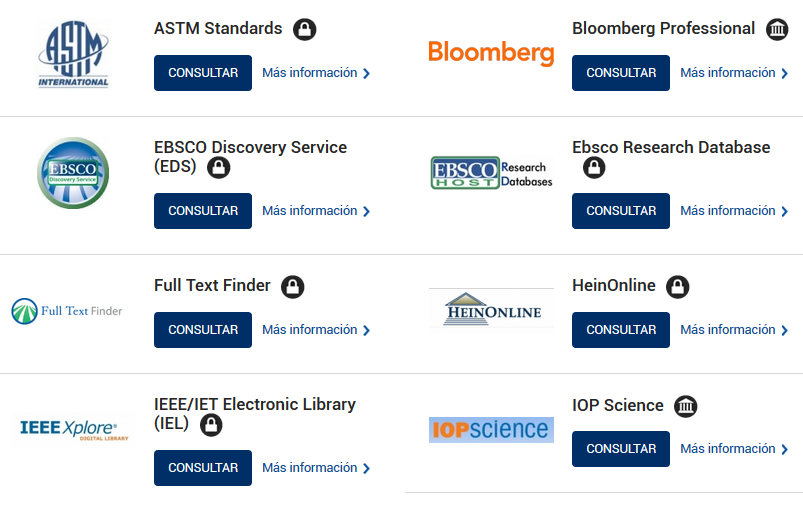 ASTM
INTERNATIONAL
ASTM Standards
CONSULTAR
Más información
Bloomberg
Bloomberg Professional
CONSULTAR
Más información
EBSCO
Discovery Service
EBSCO Discovery Service
(EDS)
CONSULTAR
Más información
EBSCO
HOST
Research
Databases
Ebsco Research Database
CONSULTAR
Más información
Full Text Finder
Full Text Finder
CONSULTAR
Más información
HEINONLINE
HeinOnline
CONSULTAR
Más información
IEEE Xplore®
DIGITAL LIBRARY
IEEE/IET Electronic Library
(IEL)
CONSULTAR
Más información
IOPscience
IOP Science
CONSULTAR
Más información